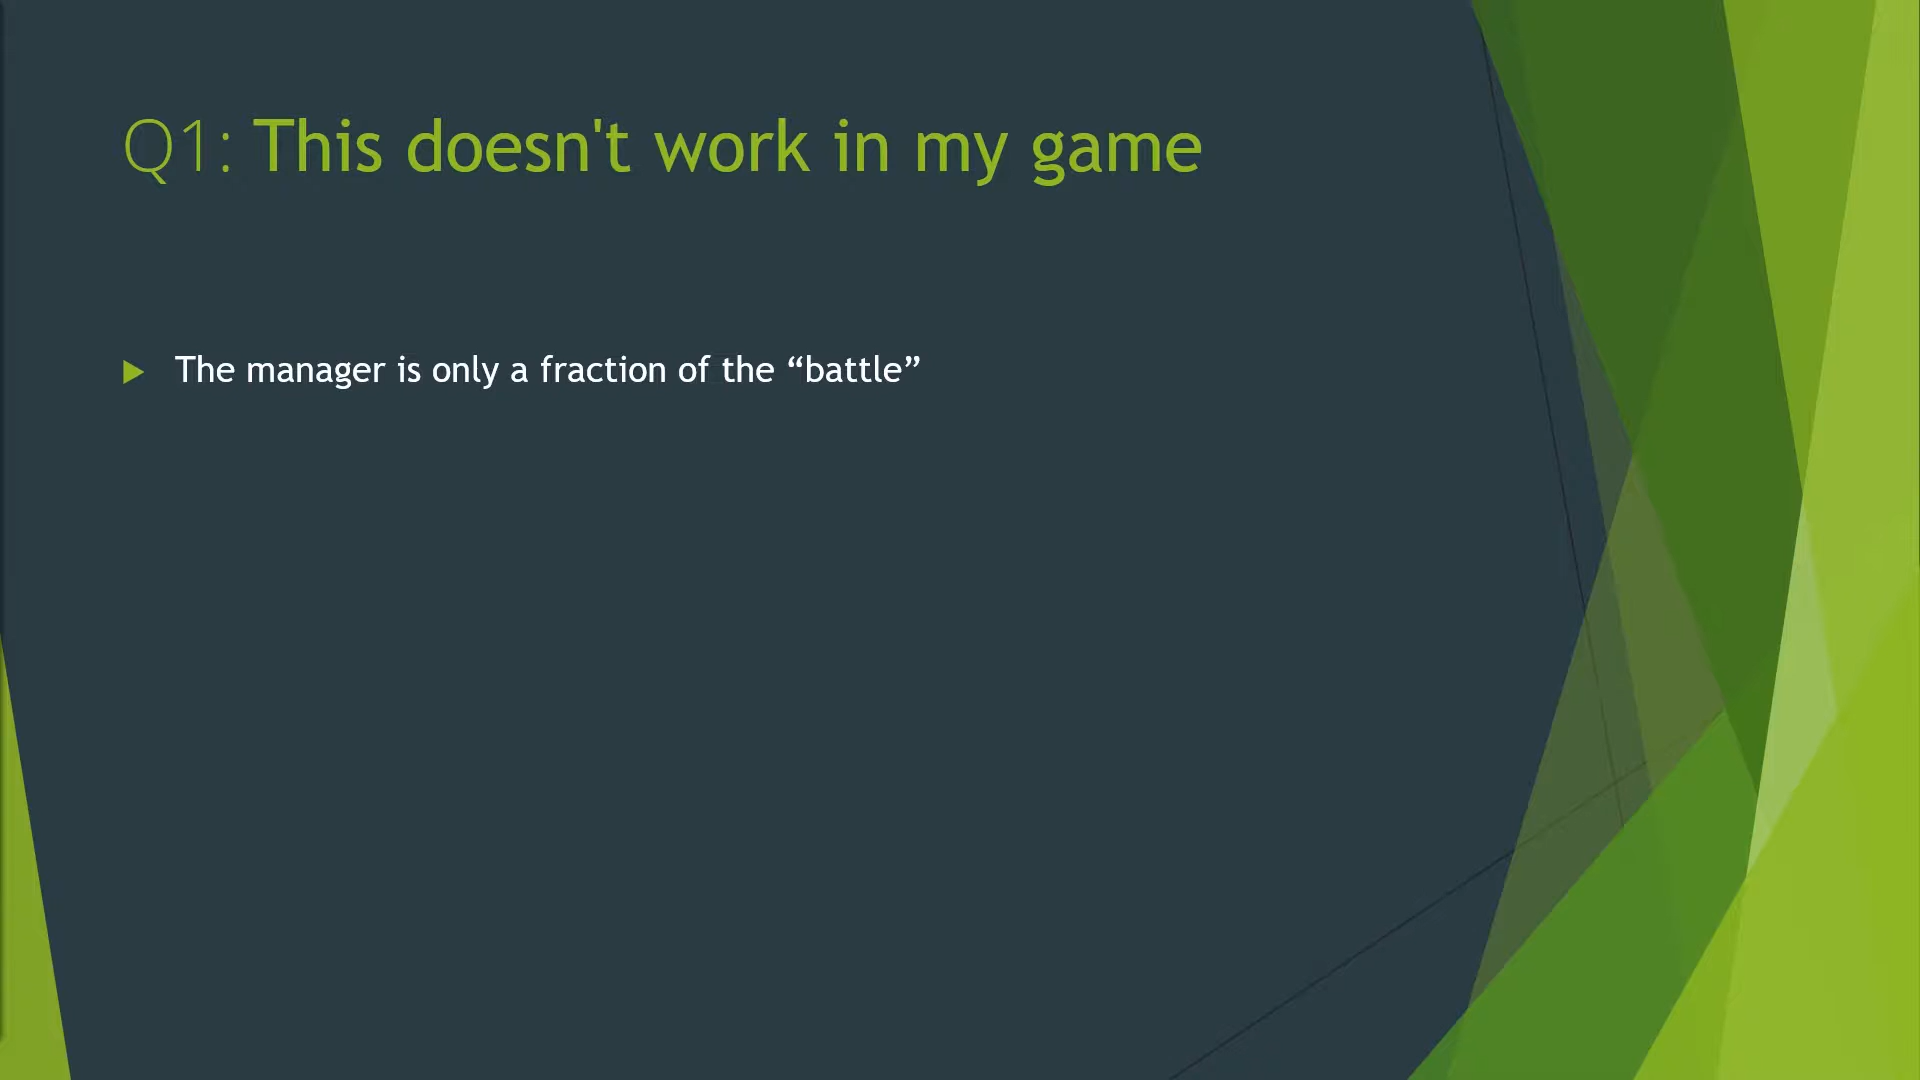 Q1: This doesn't work in my game
The manager is only a fraction of the “battle”